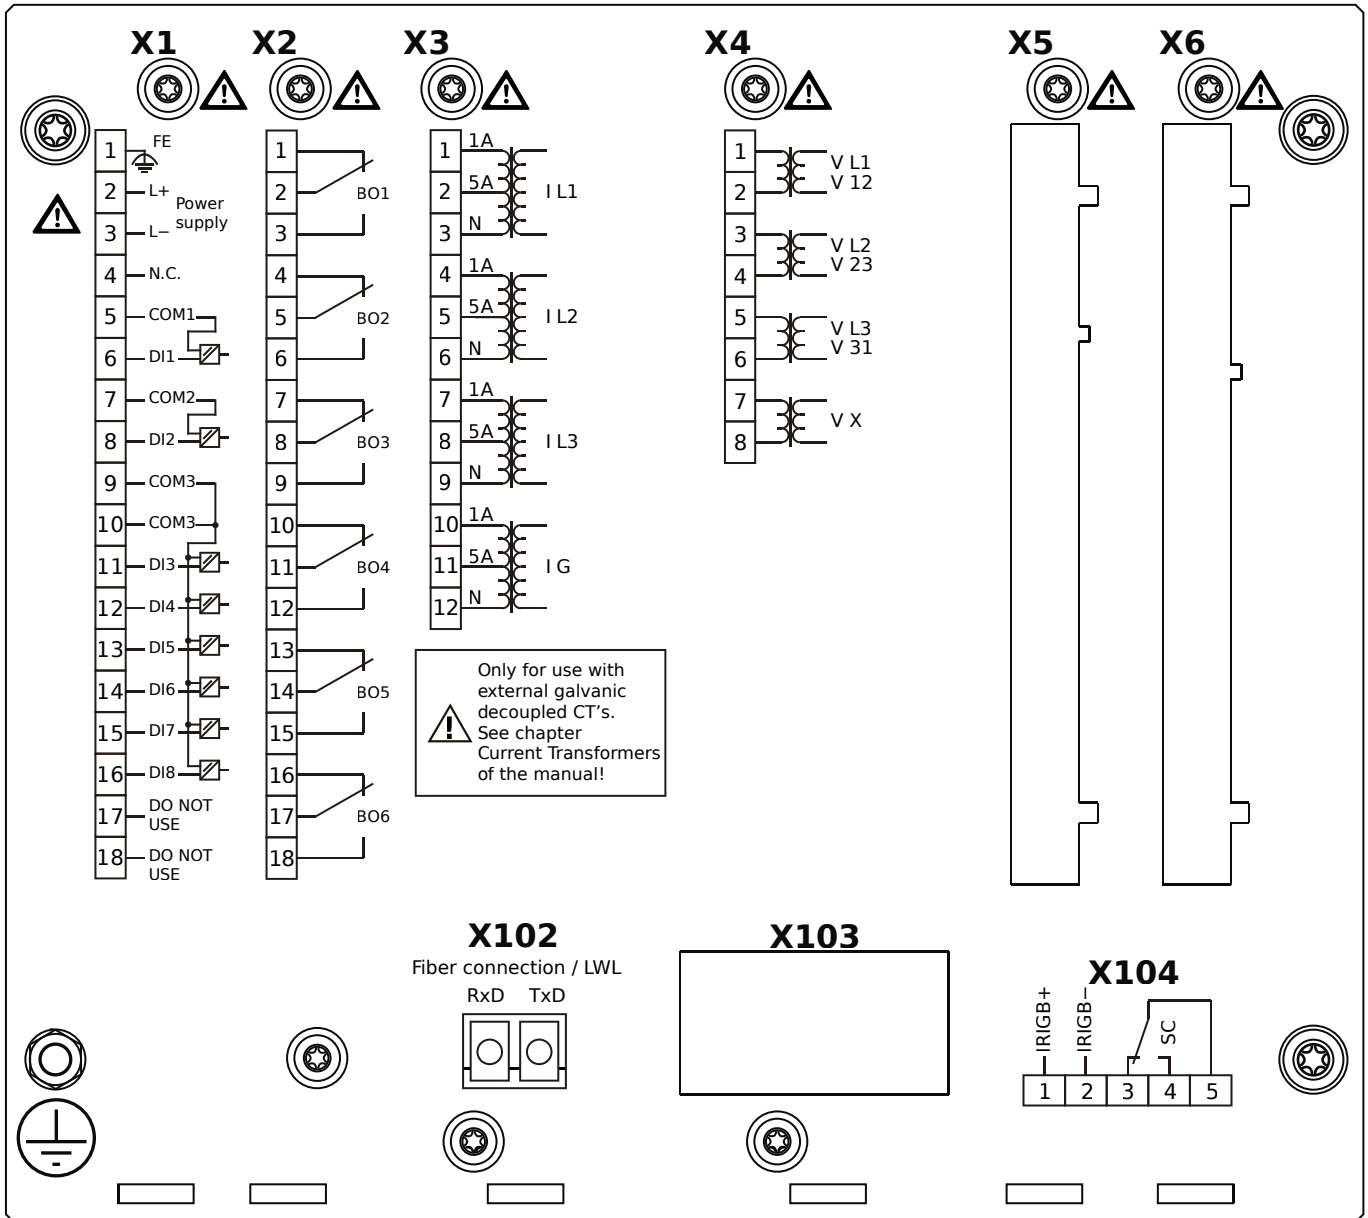 X1
X2
X3
X4
X5
X6
1
FE
2
L+
Power
supply
3
L−
4
N.C.
5
COM1
6
DI1
7
COM2
8
DI2
9
COM3
10
COM3
11
DI3
12
DI4
13
DI5
14
DI6
15
DI7
16
DI8
17
DO NOT
USE
18
DO NOT
USE
1
2
BO1
3
4
5
BO2
6
7
8
BO3
9
10
11
BO4
12
13
14
BO5
15
16
17
BO6
18
1
1A
2
5A
I L1
3
N
4
1A
5
5A
I L2
6
N
7
1A
8
5A
I L3
9
N
10
1A
11
5A
I G
12
N
Only for use with
external galvanic
decoupled CT's.
See chapter
Current Transformers
of the manual!
1
V L1
2
V 12
3
V L2
4
V 23
5
V L3
6
V 31
7
V X
8
X102
Fiber connection / LWL
RxD TxD
X103
X104
IRIGB+
IRIGB−
SC
1 2 3 4 5